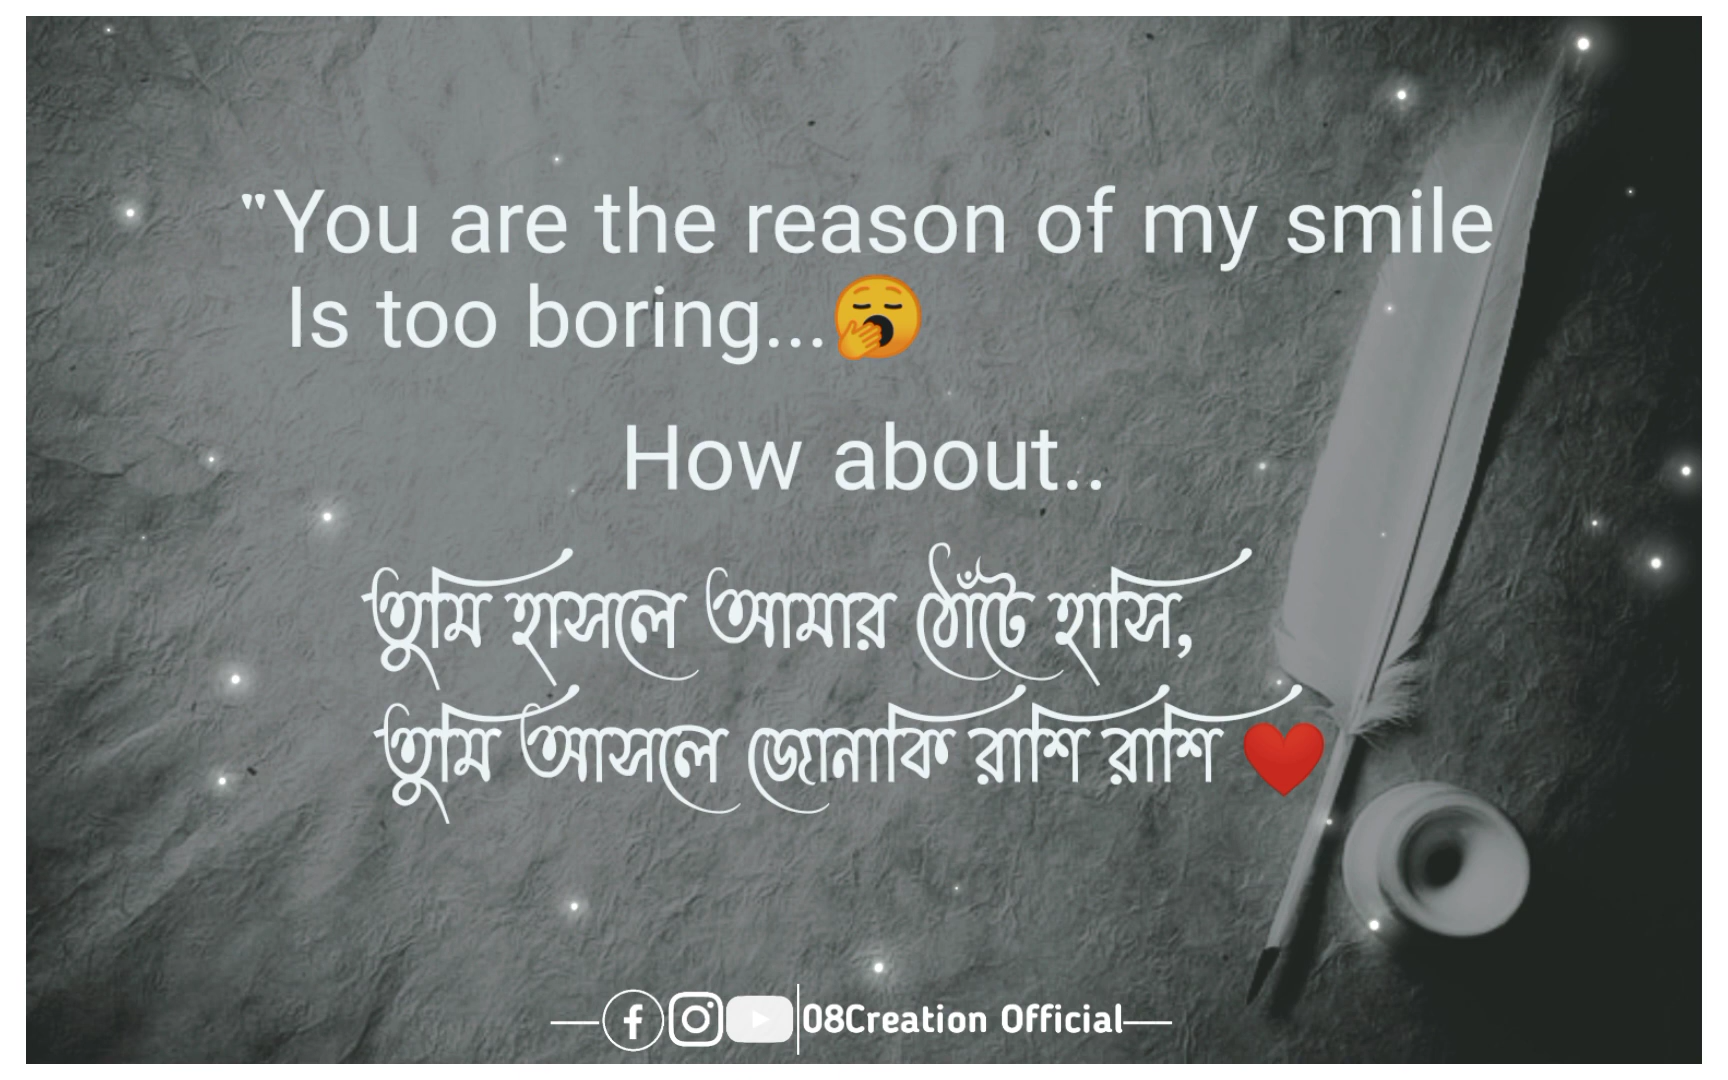 "You are the reason of my smile
Is too boring...🥱
How about..
তুমি হাসলে আমার ঠোঁটে হাসি,
তুমি আসলে জোনাকি রাশি রাশি ❤️
08Creation Official